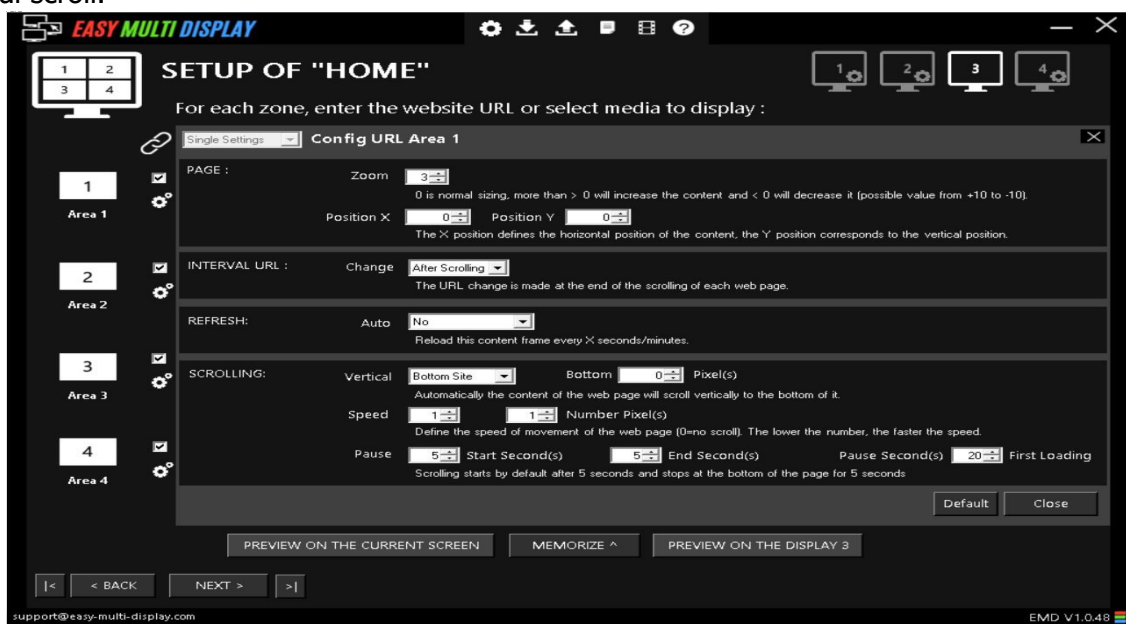 EASY MULTI DISPLAY
?
1 2
3 4
SETUP OF "HOME"
1 2 3 4
For each zone, enter the website URL or select media to display :
Single Settings Config URL Area 1
1
Area 1
PAGE : Zoom 3
0 is normal sizing, more than > 0 will increase the content and < 0 will decrease it (possible value from +10 to -10).
Position X 0 Position Y 0
The X position defines the horizontal position of the content, the Y position corresponds to the vertical position.
2
Area 2
INTERVAL URL : Change After Scrolling
The URL change is made at the end of the scrolling of each web page.
REFRESH: Auto No
Reload this content frame every X seconds/minutes.
3
Area 3
SCROLLING: Vertical Bottom Site Bottom 0 Pixel(s)
Automatically the content of the web page will scroll vertically to the bottom of it.
Speed 1 1 Number Pixel(s)
Define the speed of movement of the web page (0=no scroll). The lower the number, the faster the speed.
4
Area 4
Pause 5 Start Second(s) 5 End Second(s) Pause Second(s) 20 First Loading
Scrolling starts by default after 5 seconds and stops at the bottom of the page for 5 seconds
Default Close
PREVIEW ON THE CURRENT SCREEN MEMORIZE ^ PREVIEW ON THE DISPLAY 3
|< < BACK NEXT > >|
support@easy-multi-display.com EMD V1.0.48